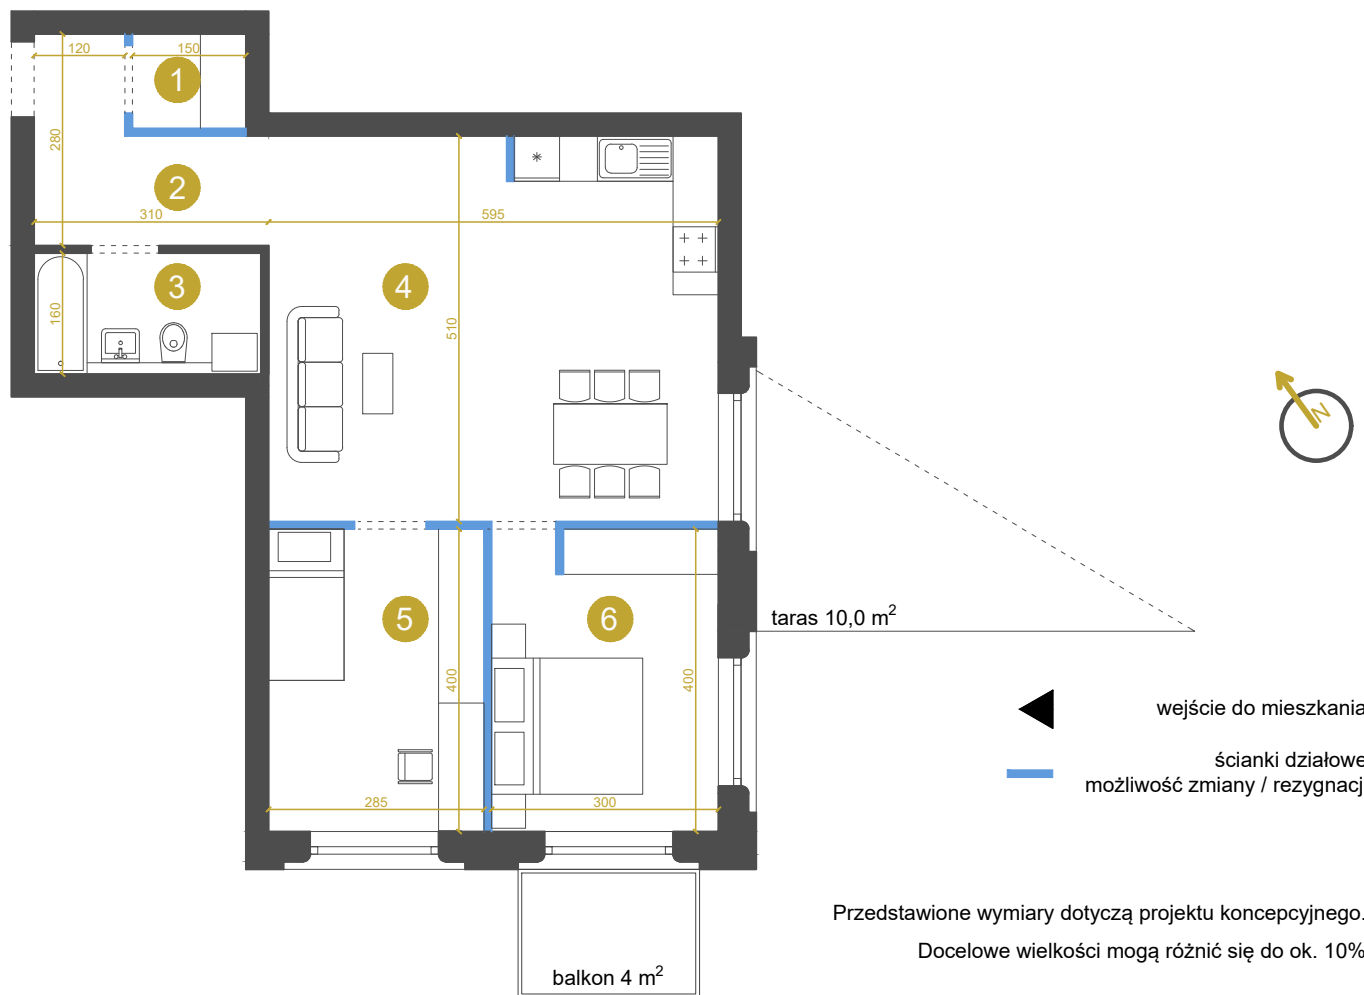 120
150
1
280
2
310
595
3
160
4
510
N
5
6
taras 10,0 m²
400
400
wejście do mieszkania
ścianki działowe
możliwość zmiany / rezygnacj
285
300
Przedstawione wymiary dotyczą projektu koncepcyjnego.
Docelowe wielkości mogą różnić się do ok. 10%
balkon 4 m²